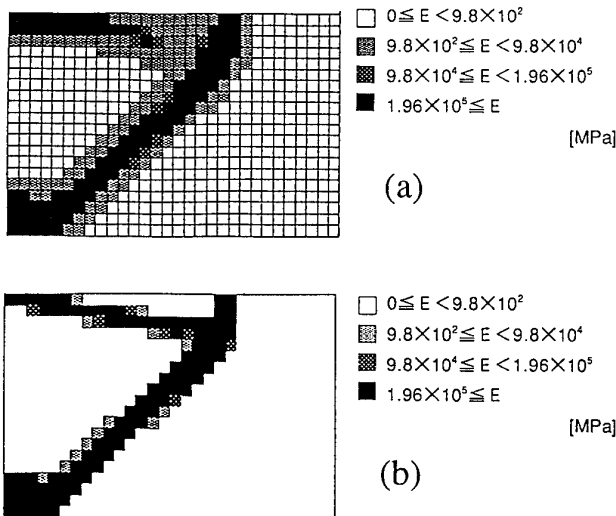 0≦ E <9.8×10²
9.8×10²≦ E <9.8×10⁴
9.8×10⁴≦ E <1.96×10⁵
1.96×10⁵≦ E
[MPa]
(a)
0≦ E <9.8×10²
9.8×10²≦ E <9.8×10⁴
9.8×10⁴≦ E <1.96×10⁵
1.96×10⁵≦ E
[MPa]
(b)